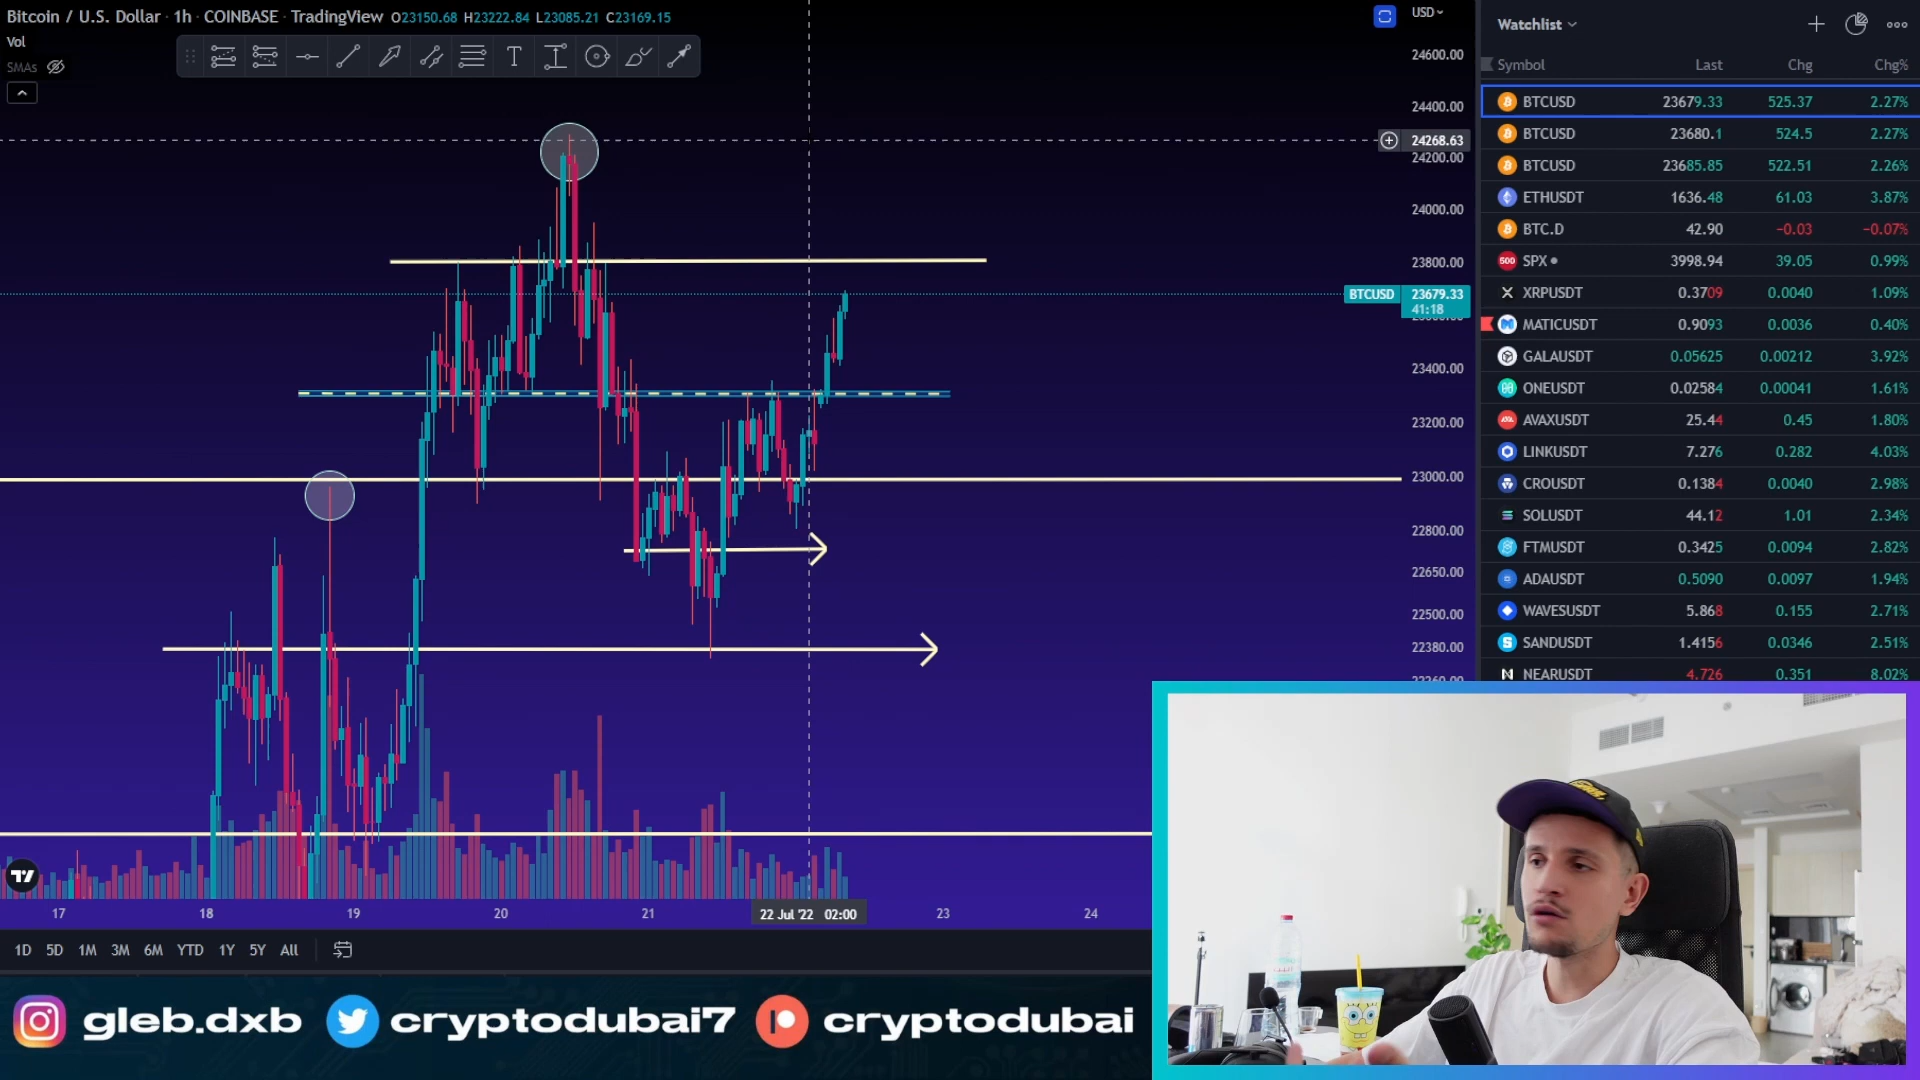 Bitcoin / U.S. Dollar · 1h · COINBASE · TradingView O23150.68 H23222.84 L23085.21 C23169.15
Vol
SMAs
T
USD
24600.00
24400.00
24268.63
24200.00
24000.00
23800.00
BTCUSD 23679.33
41:18
23400.00
23200.00
23000.00
22800.00
22650.00
22500.00
22380.00
17 18 19 20 21 22 Jul '22 02:00 23 24
1D 5D 1M 3M 6M YTD 1Y 5Y All
Watchlist
Symbol Last Chg Chg%
BTCUSD 23679.33 525.37 2.27%
BTCUSD 23680.1 524.5 2.27%
BTCUSD 23685.85 522.51 2.26%
ETHUSDT 1636.48 61.03 3.87%
BTC.D 42.90 −0.03 −0.07%
500 SPX 3998.94 39.05 0.99%
XRPUSDT 0.3709 0.0040 1.09%
MATICUSDT 0.9093 0.0036 0.40%
GALAUSDT 0.05625 0.00212 3.92%
ONEUSDT 0.02584 0.00041 1.61%
AVAXUSDT 25.44 0.45 1.80%
LINKUSDT 7.276 0.282 4.03%
CROUSDT 0.1384 0.0040 2.98%
SOLUSDT 44.12 1.01 2.34%
FTMUSDT 0.3425 0.0094 2.82%
ADAUSDT 0.5090 0.0097 1.94%
WAVESUSDT 5.868 0.155 2.71%
SANDUSDT 1.4156 0.0346 2.51%
NEARUSDT 4.726 0.351 8.02%
gleb.dxb cryptodubai7 cryptodubai